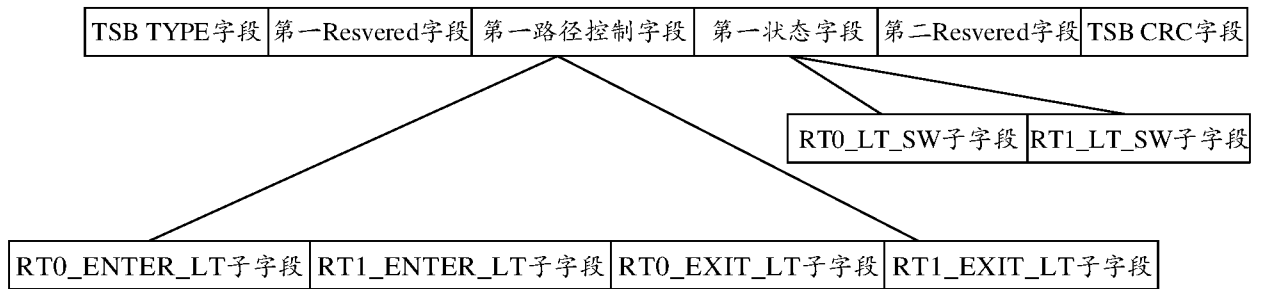 TSB TYPE字段 第一Resvered字段 第一路径控制字段 第一状态字段 第二Resvered字段 TSB CRC字段
RT0_LT_SW子字段 RT1_LT_SW子字段
RT0_ENTER_LT子字段 RT1_ENTER_LT子字段 RT0_EXIT_LT子字段 RT1_EXIT_LT子字段